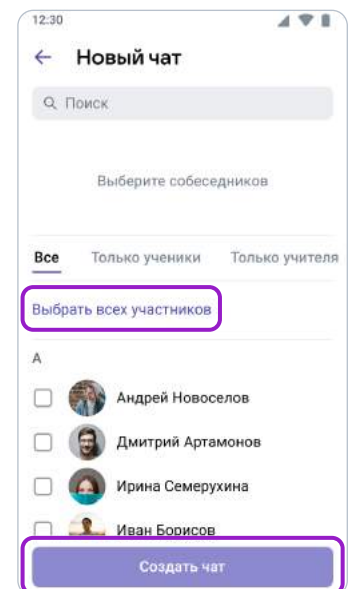 12:30
Новый чат
Поиск
Выберите собеседников
Все Только ученики Только учителя
Выбрать всех участников
А
Андрей Новоселов
Дмитрий Артамонов
Ирина Семерухина
Иван Борисов
Создать чат